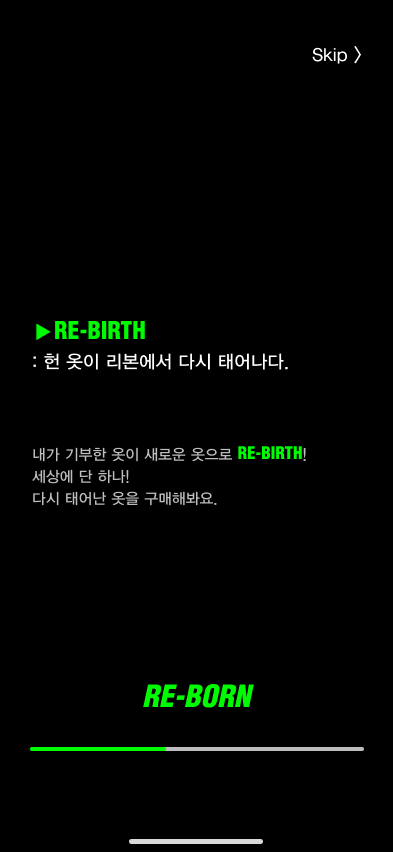 Skip 〉
▶RE-BIRTH
: 헌 옷이 리본에서 다시 태어나다.
내가 기부한 옷이 새로운 옷으로 RE-BIRTH!
세상에 단 하나!
다시 태어난 옷을 구매해봐요.
RE-BORN